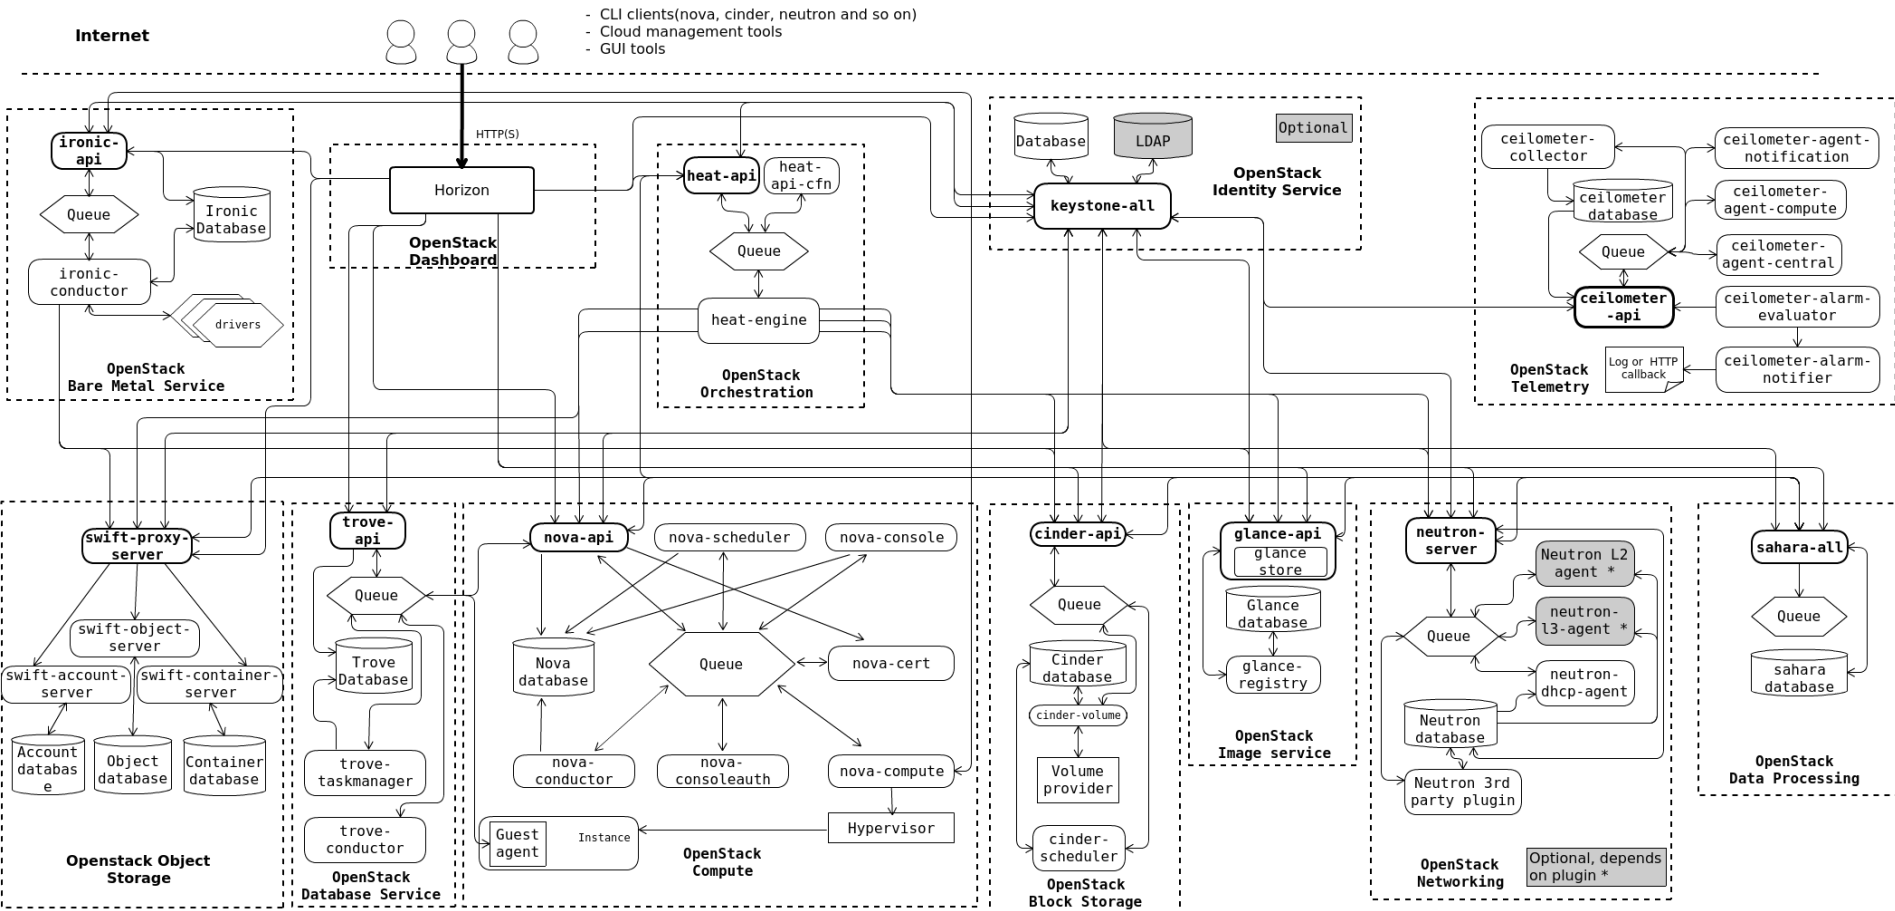 Internet
- CLI clients(nova, cinder, neutron and so on)
- Cloud management tools
- GUI tools
HTTP(S)
ironic-
api
Queue
Ironic
Database
ironic-
conductor
drivers
OpenStack
Bare Metal Service
Horizon
OpenStack
Dashboard
heat-api
heat-
api-cfn
Queue
heat-engine
OpenStack
Orchestration
Database
LDAP
Optional
OpenStack
Identity Service
keystone-all
ceilometer-
collector
ceilometer-agent-
notification
ceilometer
database
ceilometer-
agent-compute
Queue
ceilometer-
agent-central
ceilometer
-api
ceilometer-alarm-
evaluator
Log or HTTP
callback
ceilometer-alarm-
notifier
OpenStack
Telemetry
swift-proxy-
server
swift-object-
server
swift-account-
server
swift-container-
server
Account
databas
e
Object
database
Container
database
Openstack Object
Storage
trove-
api
Queue
Trove
Database
trove-
taskmanager
trove-
conductor
OpenStack
Database Service
nova-api
nova-scheduler
nova-console
Nova
database
Queue
nova-cert
nova-
conductor
nova-
consoleauth
nova-compute
Hypervisor
Guest
agent
Instance
OpenStack
Compute
cinder-api
Queue
Cinder
database
cinder-volume
Volume
provider
cinder-
scheduler
OpenStack
Block Storage
glance-api
glance
store
Glance
database
glance-
registry
OpenStack
Image service
neutron-
server
Neutron L2
agent *
neutron-
l3-agent *
Queue
neutron-
dhcp-agent
Neutron
database
Neutron 3rd
party plugin
OpenStack
Networking
Optional, depends
on plugin *
sahara-all
Queue
sahara
database
OpenStack
Data Processing